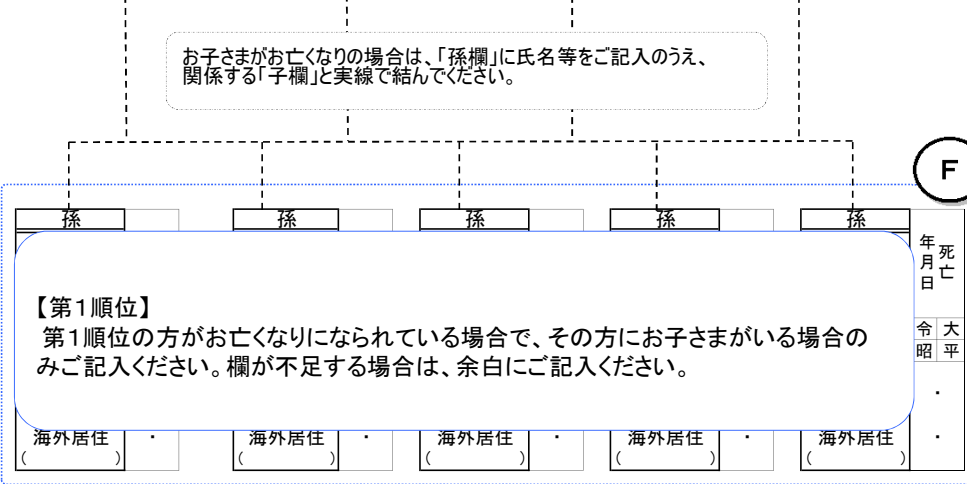 お子さまがお亡くなりの場合は、「孫欄」に氏名等をご記入のうえ、
関係する「子欄」と実線で結んでください。
F
孫 孫 孫 孫 孫
死亡
年月日
【第1順位】
第1順位の方がお亡くなりになられている場合で、その方にお子さまがいる場合の
みご記入ください。欄が不足する場合は、余白にご記入ください。
令 大
昭 平
・
海外居住 ・ 海外居住 ・ 海外居住 ・ 海外居住 ・ 海外居住 ・
( ) ( ) ( ) ( ) ( )